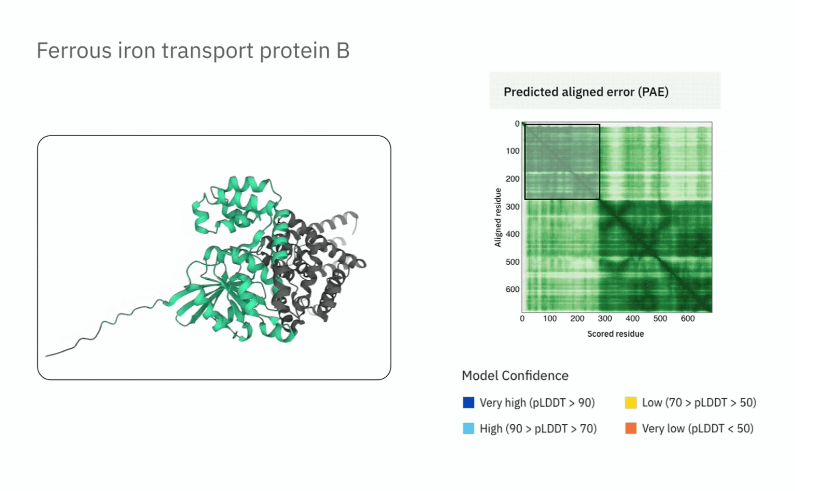 Ferrous iron transport protein B
Predicted aligned error (PAE)
0
100
200
300
400
500
600
Aligned residue
0 100 200 300 400 500 600
Scored residue
Model Confidence
Very high (pLDDT > 90)
Low (70 > pLDDT > 50)
High (90 > pLDDT > 70)
Very low (pLDDT < 50)